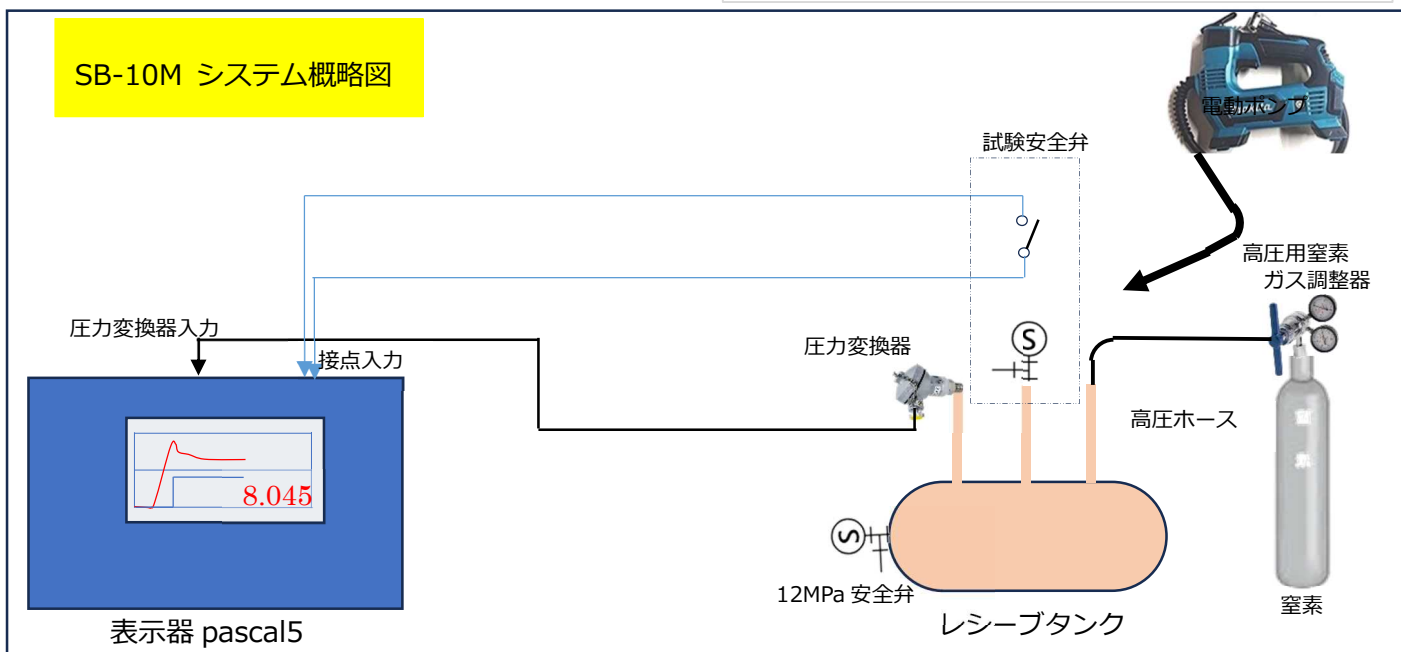 SB-10M システム概略図
電動ポンプ
試験安全弁
高圧用窒素
ガス調整器
圧力変換器入力
接点入力
圧力変換器
S
高圧ホース
8.045
S
12MPa 安全弁
窒素
レシーブタンク
表示器 pascal5